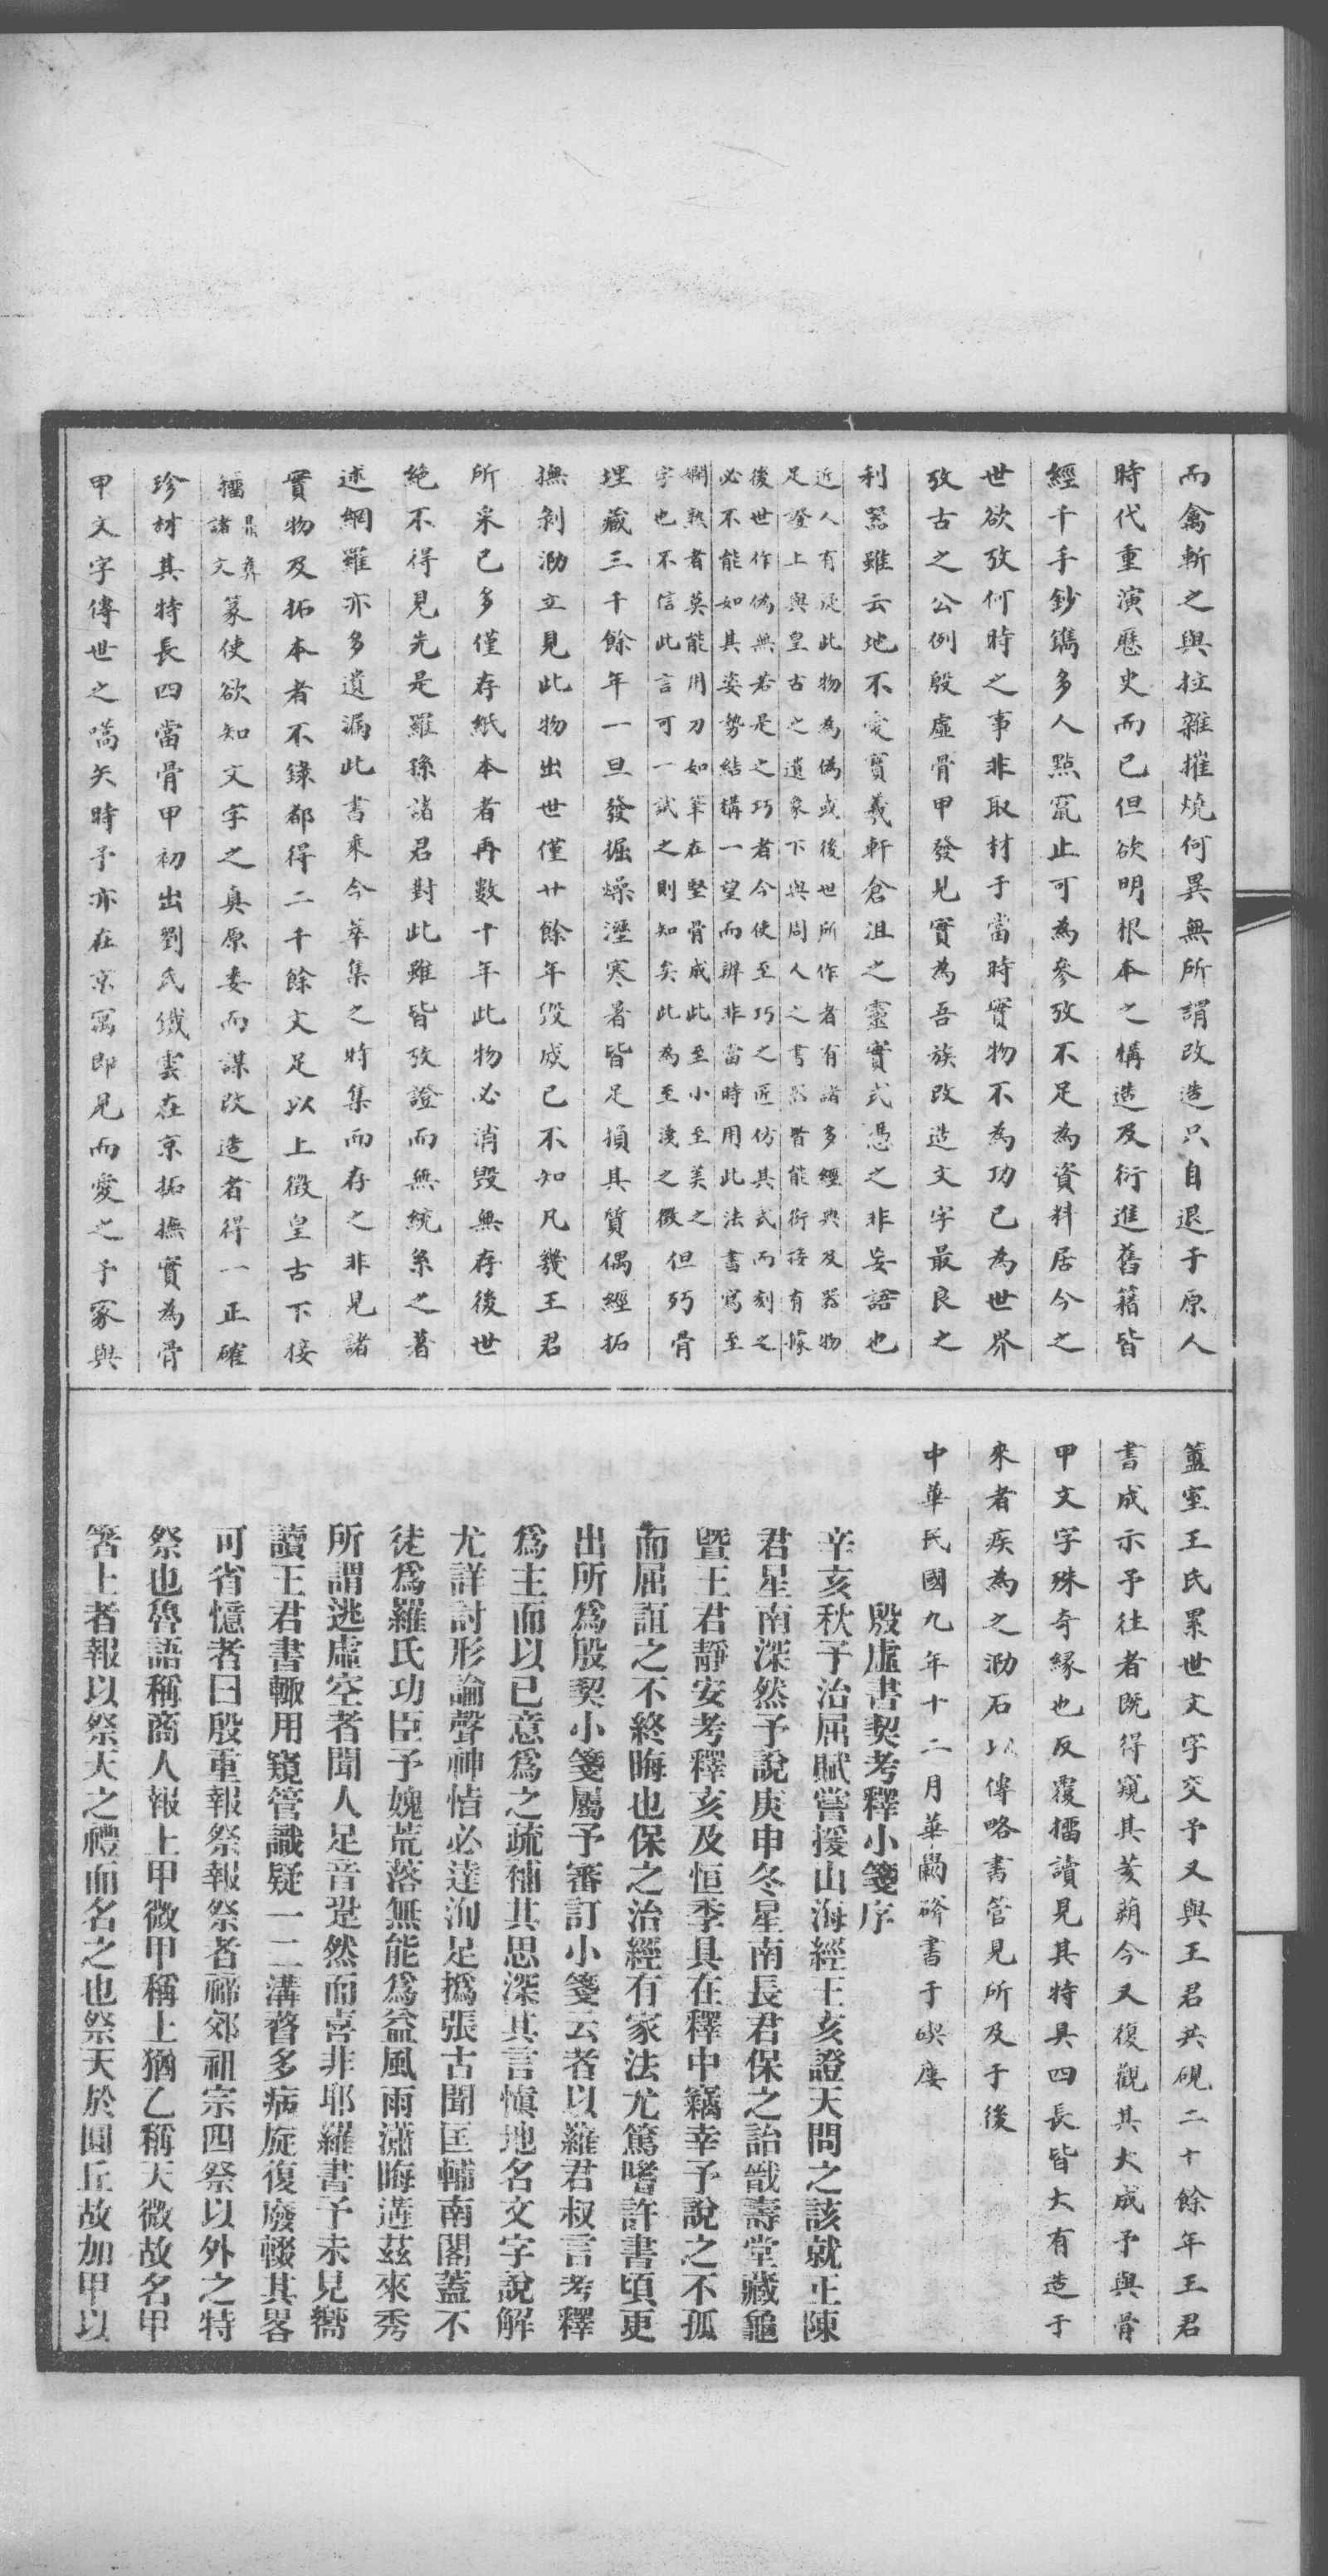 而禽斬之與拉雜摧燒何異無所謂改造只自退于原人
時代重演歷史而已但欲明根本之構造及衍進舊籍皆
經千手鈔鐫多人點竄止可為參攷不足為資料居今之
世欲攷何時之事非取材于當時實物不為功已為世界
攷古之公例殷虛骨甲發見實為吾族改造文字最良之
利器雖云地不愛寶羲軒倉沮之靈實式憑之非妄語也
近人有疑此物為偽或後世所作者有諸多經典及器物
足證上與皇古之遺象下與周人之書器皆能銜接有據
後世作偽無若是之巧者今使至巧之匠仿其式而刻之
必不能如其姿勢結構一望而辨非當時用此法書寫至
嫻熟者莫能用刀如筆在堅骨成此至小至美之
字也不信此言可一試之則知矣此為至淺之徵但朽骨
埋藏三千餘年一旦發掘燥溼寒暑皆足損其質偶經拓
撫剝泐立見此物出世僅廿餘年毀成已不知凡幾王君
所采已多僅存紙本者再數十年此物必消毀無存後世
絕不得見先是羅孫諸君對此雖皆攷證而無統系之著
述網羅亦多遺漏此書乘今萃集之時集而存之非見諸
實物及拓本者不錄都得二千餘文足以上徵皇古下接
籀諸鼎彝文篆使欲知文字之真原委而謀改造者得一正確
珍材其特長四當骨甲初出劉氏鐵雲在京拓撫實為骨
甲文字傳世之嚆矢時予亦在京寓即見而愛之予家與
簠室王氏累世文字交予又與王君共硯二十餘年王君
書成示予往者既得窺其芨蒴今又復觀其大成予與骨
甲文字殊奇緣也反覆籀讀見其特具四長皆大有造于
來者疾為之泐石以傳略書管見所及于後
中華民國九年十二月華闕䃺書于㗉廔
殷虛書契考釋小箋序
辛亥秋予治屈賦嘗援山海經王亥證天問之該就正陳
君星南深然予說庚申冬星南長君保之詒戩壽堂藏龜
曁王君靜安考釋亥及恒季具在釋中竊幸予說之不孤
而屈誼之不終晦也保之治經有家法尤篤嗜許書頃更
出所爲殷契小箋屬予審訂小箋云者以羅君叔言考釋
爲主而以己意爲之疏補其思深其言愼地名文字說解
尤詳討形論聲神恉必達洵足撝張古聞匡輔南閣蓋不
徒爲羅氏功臣予媿荒落無能爲益風雨瀟晦遘茲來秀
所謂逃虛空者聞人足音跫然而喜非耶羅書予未見嚮
讀王君書輙用窺管識疑一二溝瞀多病旋復廢輟其畧
可省憶者曰殷重報祭報祭者禘郊祖宗四祭以外之特
祭也魯語稱商人報上甲微甲稱上猶乙稱天微故名甲
箸上者報以祭天之禮而名之也祭天於圓丘故加甲以